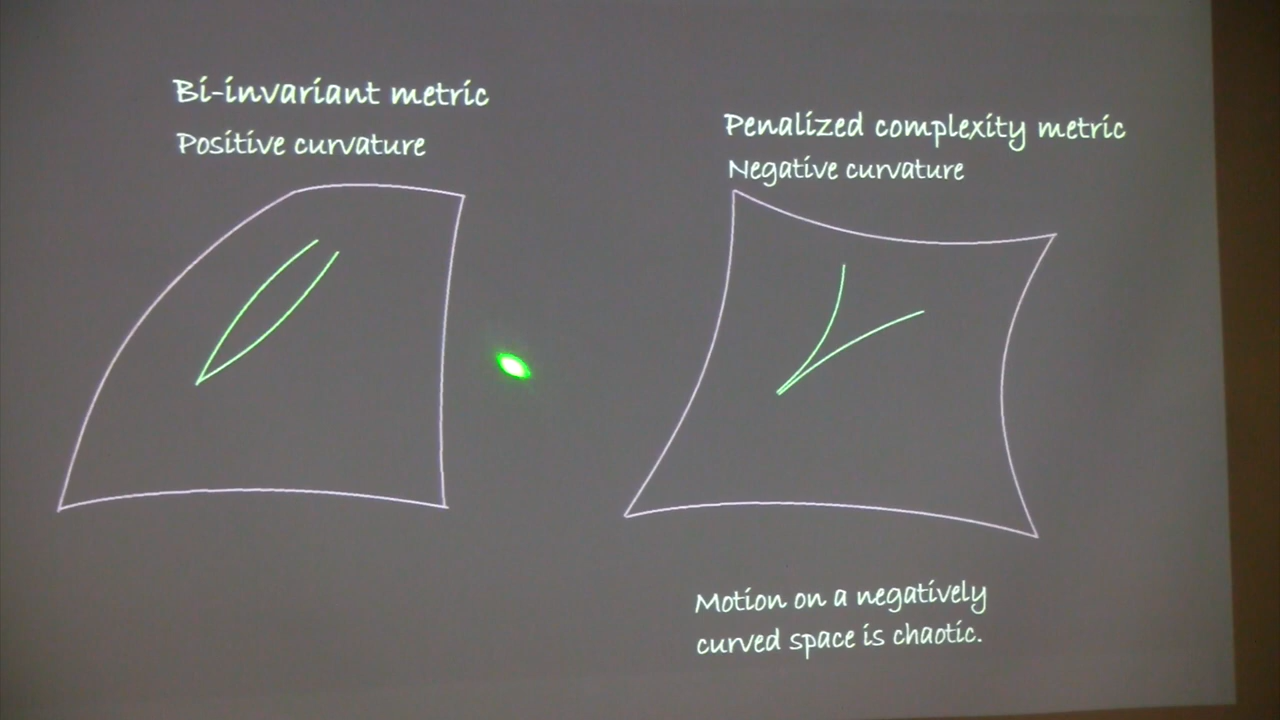 Bi-invariant metric
Positive curvature
Penalized complexity metric
Negative curvature
Motion on a negatively
curved space is chaotic.